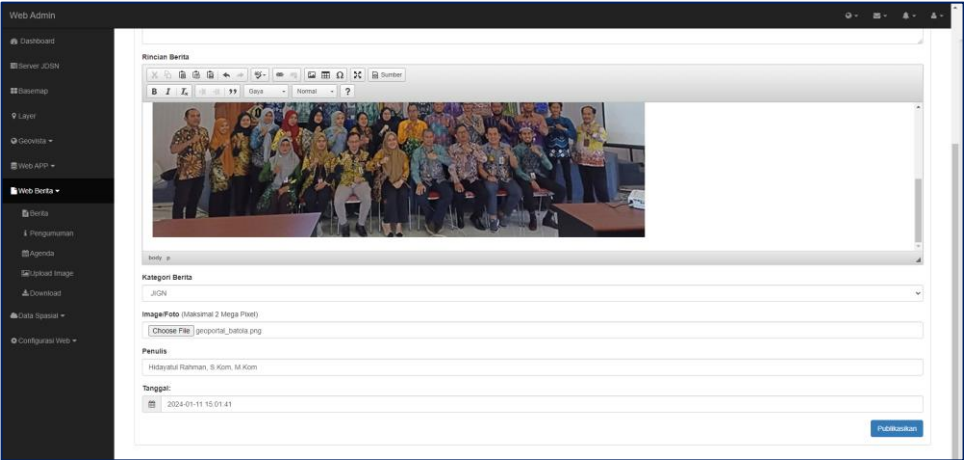 Web Admin
Dashboard
Server JDSN
Basemap
Layer
Geovista
Web APP
Web Berita
Berita
Pengumuman
Agenda
Upload Image
Download
Data Spasial
Configurasi Web
Rincian Berita
Sumber
B I Tx Gaya Normal ?
body p
Kategori Berita
JIGN
Image/Foto (Maksimal 2 Mega Pixel)
Choose File geoportal_batola.png
Penulis
Hidayatul Rahman, S.Kom, M.Kom
Tanggal:
2024-01-11 15:01:41
Publikasikan